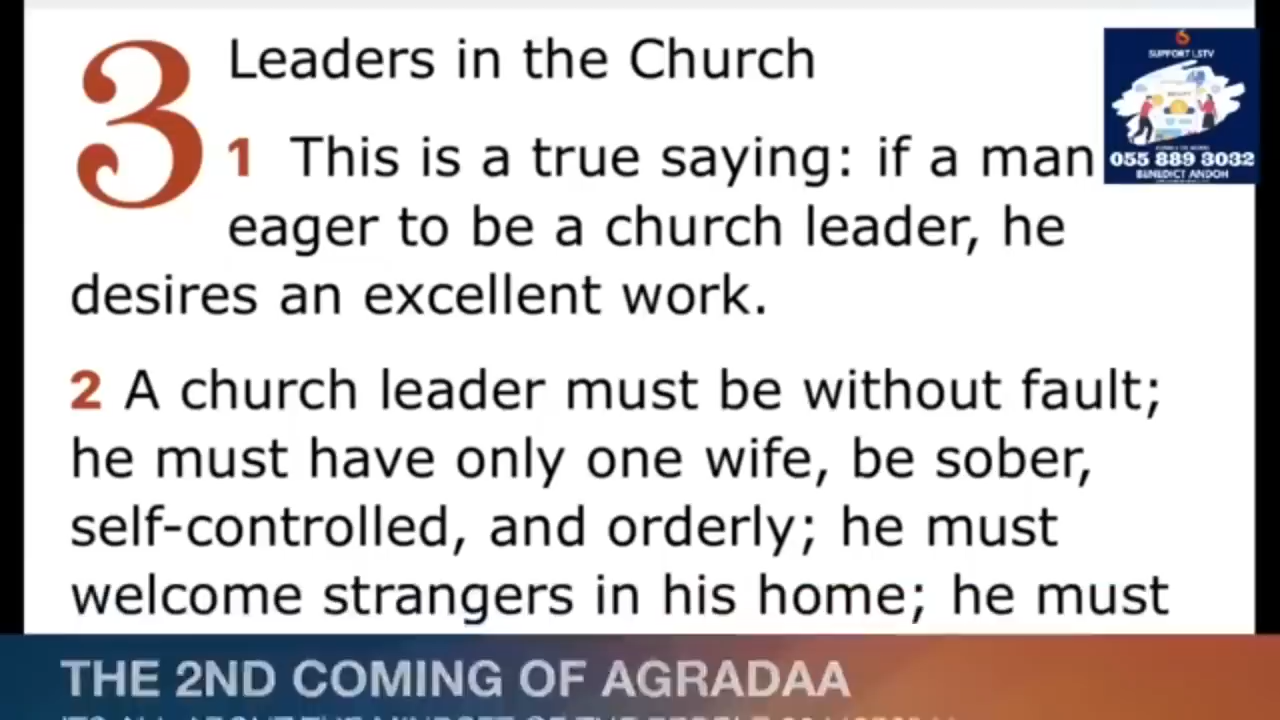 3
Leaders in the Church
1 This is a true saying: if a man
eager to be a church leader, he
desires an excellent work.
2 A church leader must be without fault;
he must have only one wife, be sober,
self-controlled, and orderly; he must
welcome strangers in his home; he must
SUPPORT LSTV
055 889 3032
BENEDICT ANDOH
THE 2ND COMING OF AGRADAA